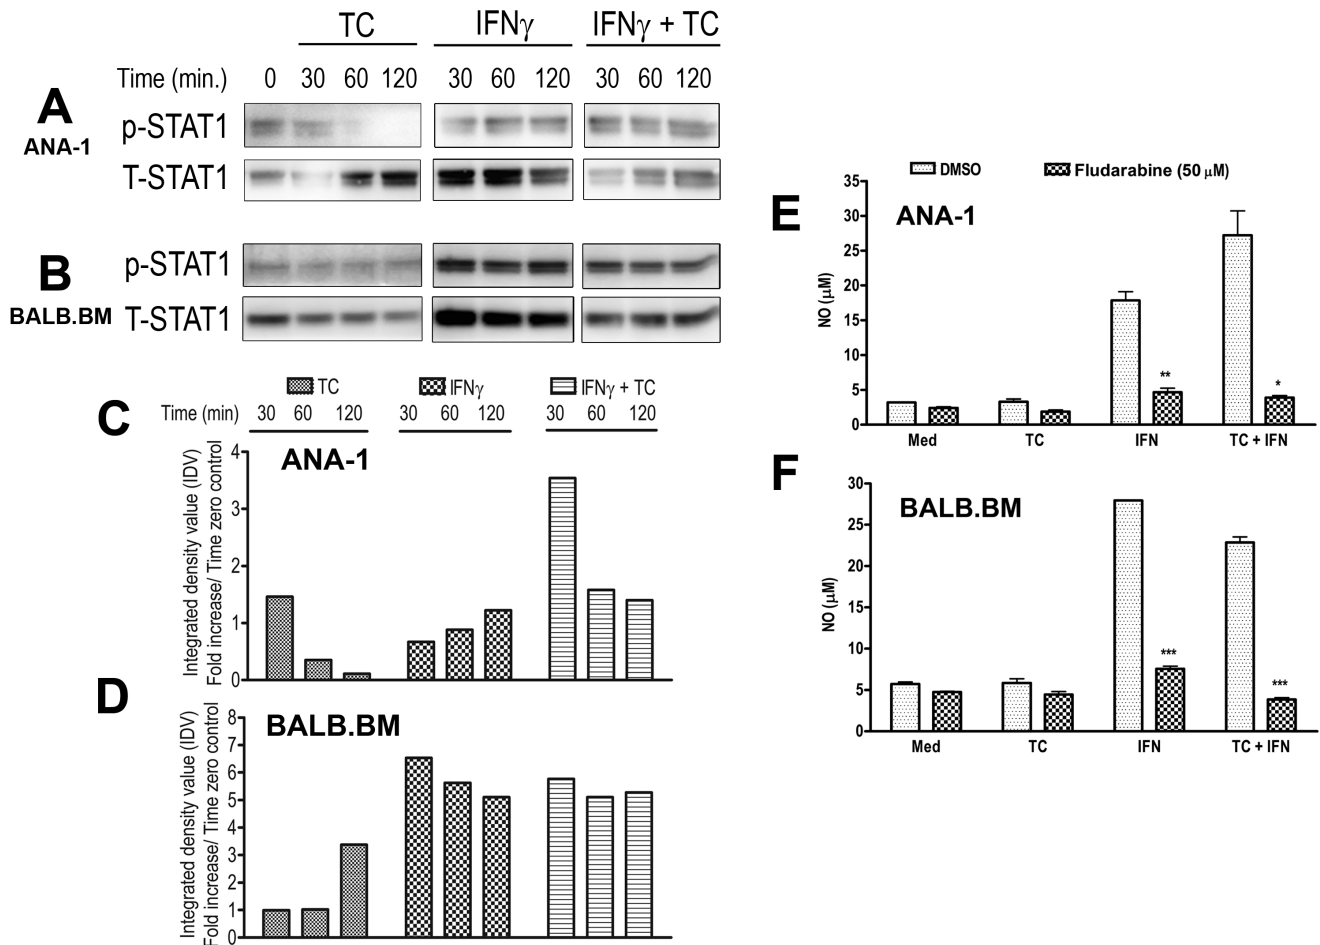 TC IFNγ IFNγ + TC
Time (min.) 0 30 60 120 30 60 120 30 60 120
A
ANA-1
p-STAT1
T-STAT1
B
BALB.BM
p-STAT1
T-STAT1
TC IFNγ IFNγ + TC
C
Time (min) 30 60 120 30 60 120 30 60 120
ANA-1
Integrated density value (IDV)
Fold increase/ Time zero control
4
3
2
1
0
D
BALB.BM
Integrated density value (IDV)
Fold increase/ Time zero control
8
7
6
5
4
3
2
1
0
DMSO Fludarabine (50 μM)
E
ANA-1
NO (μM)
35
30
25
20
15
10
5
0
** *
Med TC IFN TC + IFN
F
BALB.BM
NO (μM)
30
25
20
15
10
5
0
*** ***
Med TC IFN TC + IFN